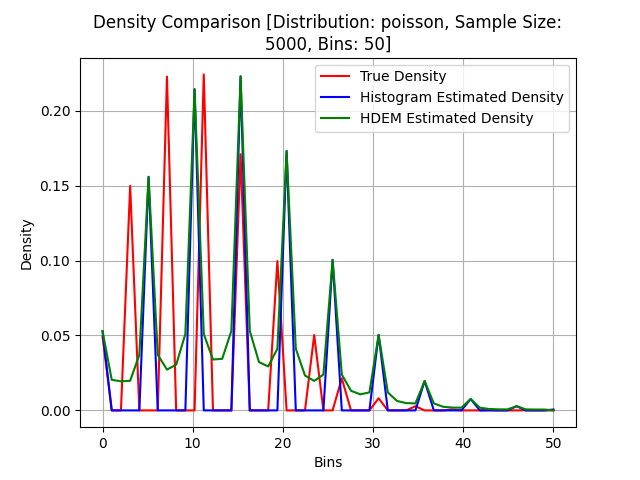 Density Comparison [Distribution: poisson, Sample Size:
5000, Bins: 50]
True Density
Histogram Estimated Density
HDEM Estimated Density
Density
0.20
0.15
0.10
0.05
0.00
0 10 20 30 40 50
Bins